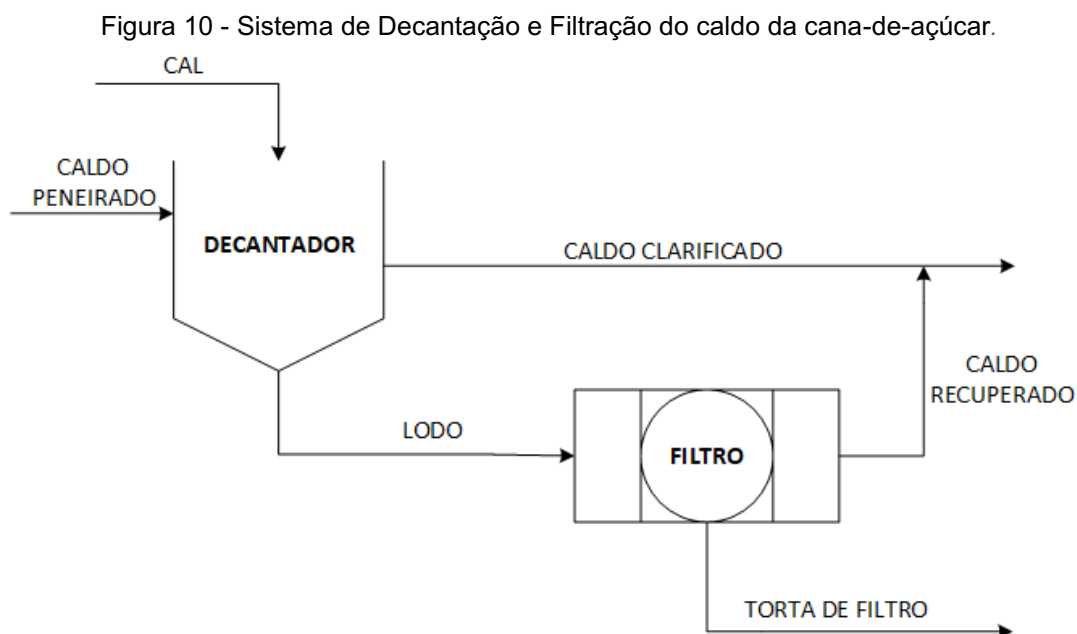 Figura 10 - Sistema de Decantação e Filtração do caldo da cana-de-açúcar.
CAL
CALDO
PENEIRADO
DECANTADOR
CALDO CLARIFICADO
CALDO
RECUPERADO
LODO
FILTRO
TORTA DE FILTRO